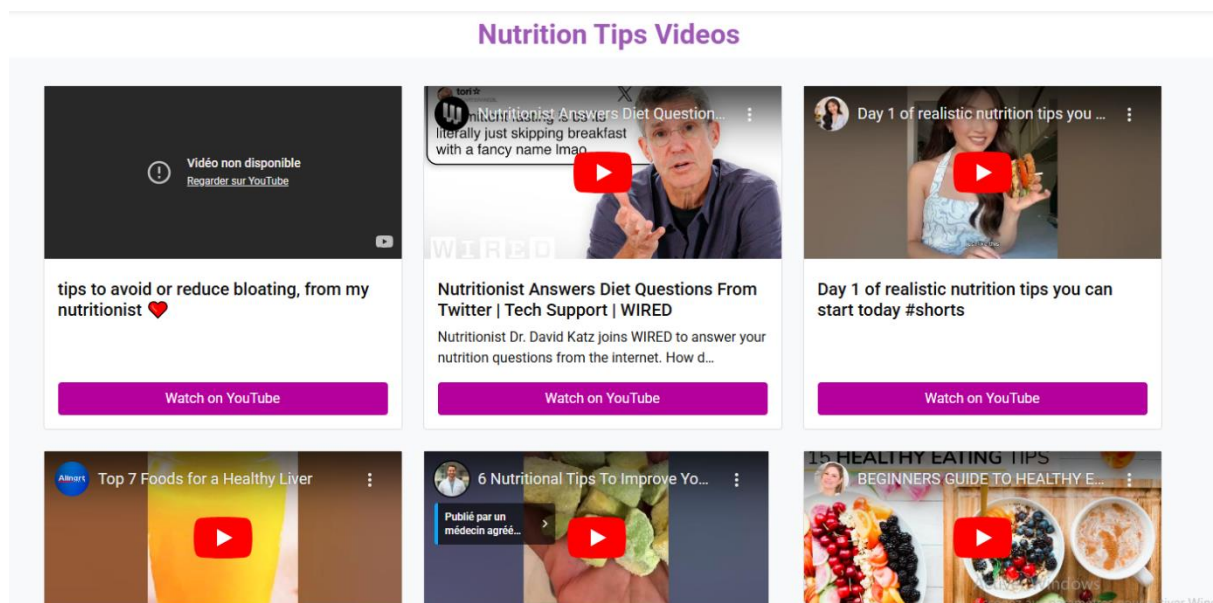 Nutrition Tips Videos
Vidéo non disponible
Regarder sur YouTube
tips to avoid or reduce bloating, from my
nutritionist ❤️
Watch on YouTube
tori
Nutritionist Answers Diet Question...
literally just skipping breakfast
with a fancy name lmao
WIRED
Nutritionist Answers Diet Questions From
Twitter | Tech Support | WIRED
Nutritionist Dr. David Katz joins WIRED to answer your
nutrition questions from the internet. How d...
Watch on YouTube
Day 1 of realistic nutrition tips you ...
Day 1 of realistic nutrition tips you can
start today #shorts
Watch on YouTube
Top 7 Foods for a Healthy Liver
6 Nutritional Tips To Improve Yo...
Publié par un
médecin agréé...
15 HEALTHY EATING TIPS
BEGINNERS GUIDE TO HEALTHY E...